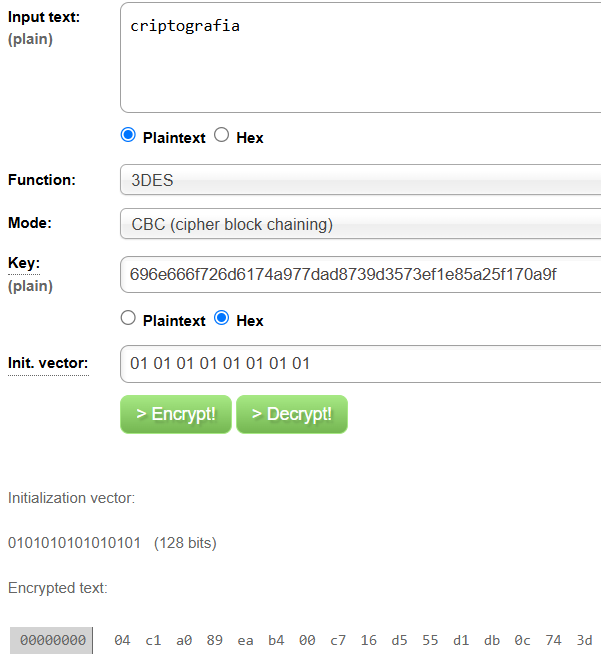 Input text:
criptografia
(plain)
Plaintext Hex
Function:
3DES
Mode:
CBC (cipher block chaining)
Key:
696e666f726d6174a977dad8739d3573ef1e85a25f170a9f
(plain)
Plaintext Hex
Init. vector:
01 01 01 01 01 01 01 01
> Encrypt! > Decrypt!
Initialization vector:
0101010101010101 (128 bits)
Encrypted text:
00000000 04 c1 a0 89 ea b4 00 c7 16 d5 55 d1 db 0c 74 3d